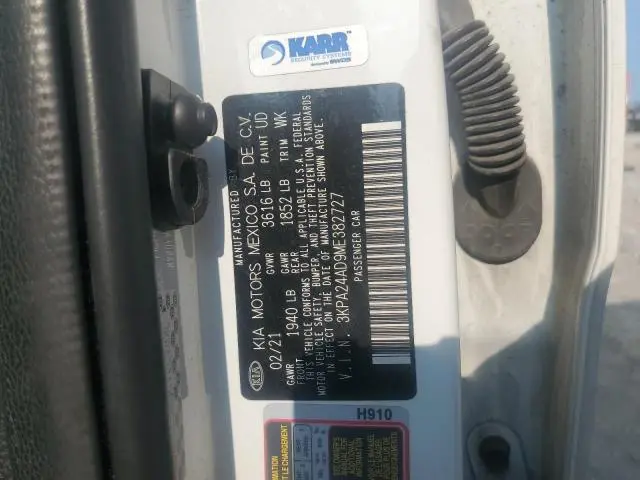 KARR
SECURITY SYSTEMS
KIA
MANUFACTURED BY
KIA MOTORS MEXICO S.A. DE C.V.
02/21 GVWR 3616 LB PAINT UD
GAWR FRONT 1940 LB GAWR REAR 1852 LB TRIM WK
THIS VEHICLE CONFORMS TO ALL APPLICABLE U.S.A. FEDERAL
MOTOR VEHICLE SAFETY, BUMPER, AND THEFT PREVENTION STANDARDS
IN EFFECT ON THE DATE OF MANUFACTURE SHOWN ABOVE.
V.I.N. 3KPA24AD9ME382727
PASSENGER CAR
H910